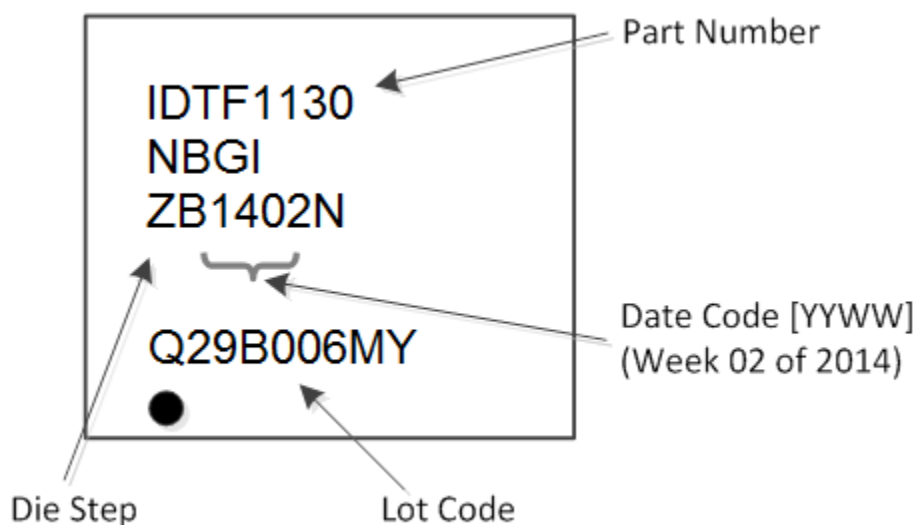 Part Number
IDTF1130
NBGI
ZB1402N
Date Code [YYWW]
(Week 02 of 2014)
Q29B006MY
Die Step
Lot Code